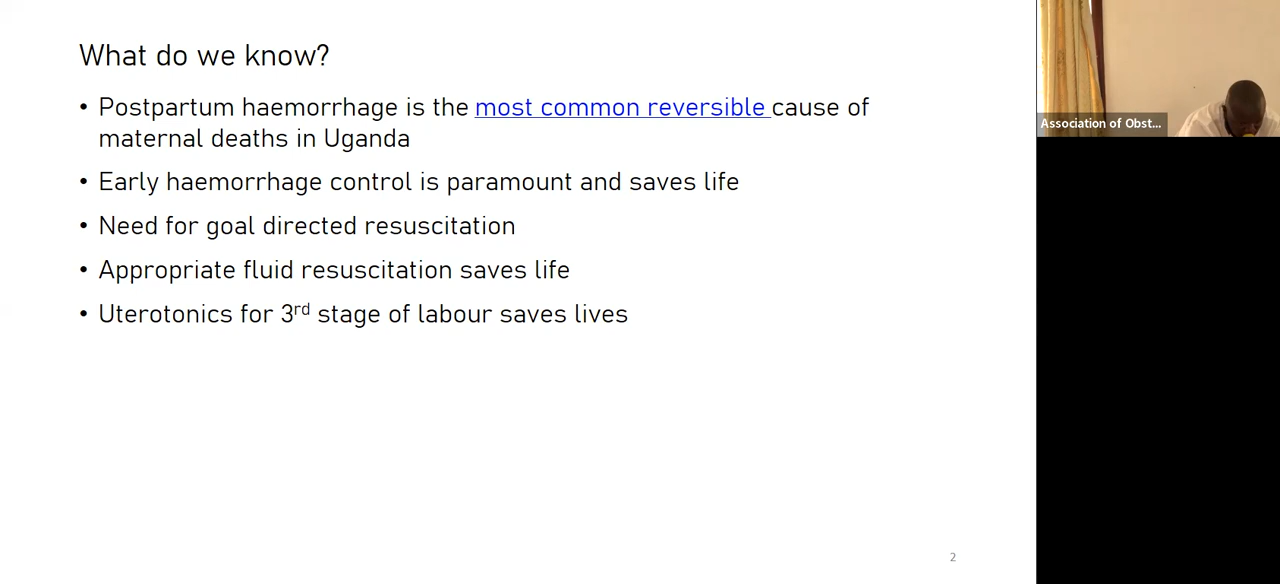 What do we know?
• Postpartum haemorrhage is the most common reversible cause of
maternal deaths in Uganda
• Early haemorrhage control is paramount and saves life
• Need for goal directed resuscitation
• Appropriate fluid resuscitation saves life
• Uterotonics for 3rd stage of labour saves lives
Association of Obst...
2